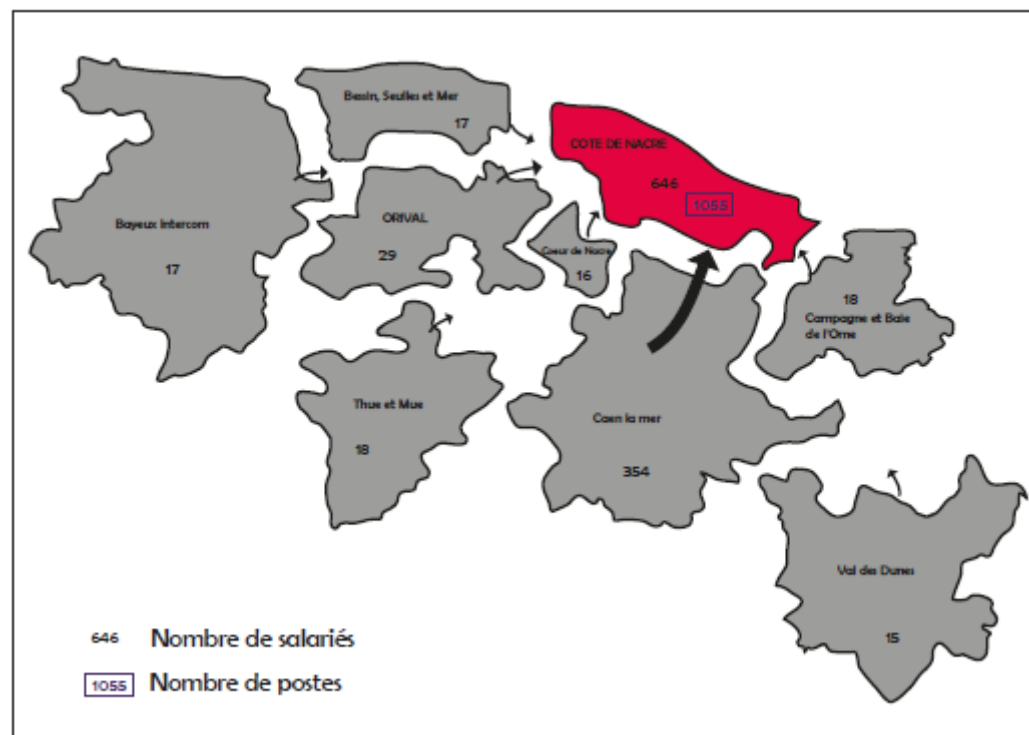 Bessin, Seulles et Mer
17
COTE DE NACRE
646
1055
Bayeux Intercom
17
ORIVAL
29
Coeur de Nacre
16
18
Campagne et Baie
de l'Orne
Thue et Mue
18
Caen la mer
354
Val des Dunes
15
646 Nombre de salariés
1055 Nombre de postes